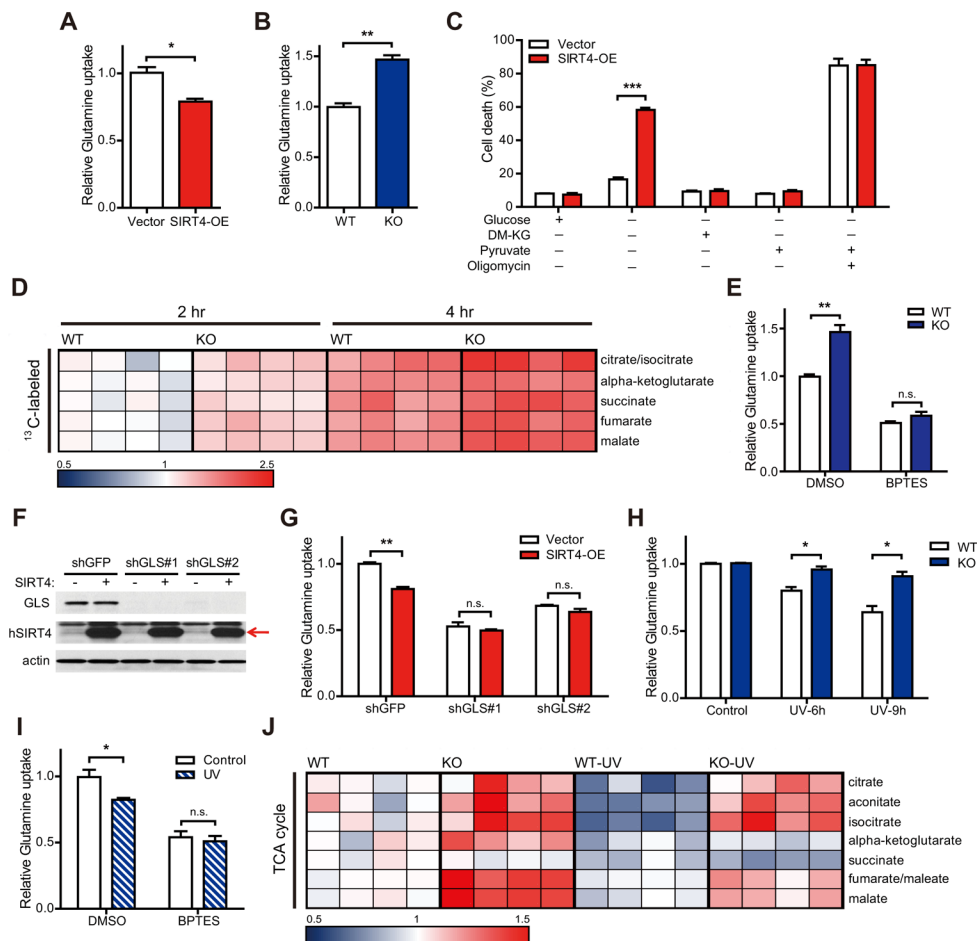 A
Relative Glutamine uptake
1.0
0.5
0.0
*
Vector SIRT4-OE
B
Relative Glutamine uptake
1.5
1.0
0.5
0.0
**
WT KO
C
Vector
SIRT4-OE
Cell death (%)
100
80
60
40
20
0
***
Glucose + – – – –
DM-KG – – + – –
Pyruvate – – – + +
Oligomycin – – – – +
D
2 hr 4 hr
WT KO WT KO
13C-labeled
citrate/isocitrate
alpha-ketoglutarate
succinate
fumarate
malate
0.5 1 2.5
E
WT
KO
Relative Glutamine uptake
1.5
1.0
0.5
0.0
**
n.s.
DMSO BPTES
F
shGFP shGLS#1 shGLS#2
SIRT4: - + - + - +
GLS
hSIRT4
actin
G
Vector
SIRT4-OE
Relative Glutamine uptake
1.0
0.5
0.0
**
n.s.
n.s.
shGFP shGLS#1 shGLS#2
H
WT
KO
Relative Glutamine uptake
1.0
0.5
0.0
*
*
Control UV-6h UV-9h
I
Control
UV
Relative Glutamine uptake
1.0
0.5
0.0
*
n.s.
DMSO BPTES
J
WT KO WT-UV KO-UV
TCA cycle
citrate
aconitate
isocitrate
alpha-ketoglutarate
succinate
fumarate/maleate
malate
0.5 1 1.5